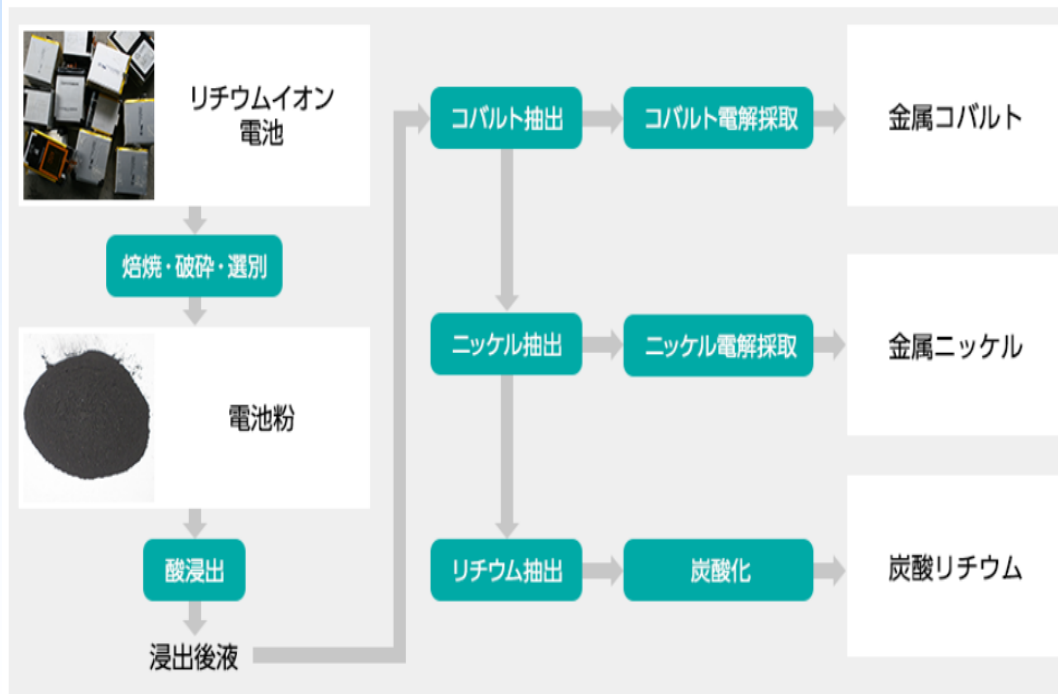 リチウムイオン
電池
焙焼・破砕・選別
電池粉
酸浸出
浸出後液
コバルト抽出
コバルト電解採取
金属コバルト
ニッケル抽出
ニッケル電解採取
金属ニッケル
リチウム抽出
炭酸化
炭酸リチウム